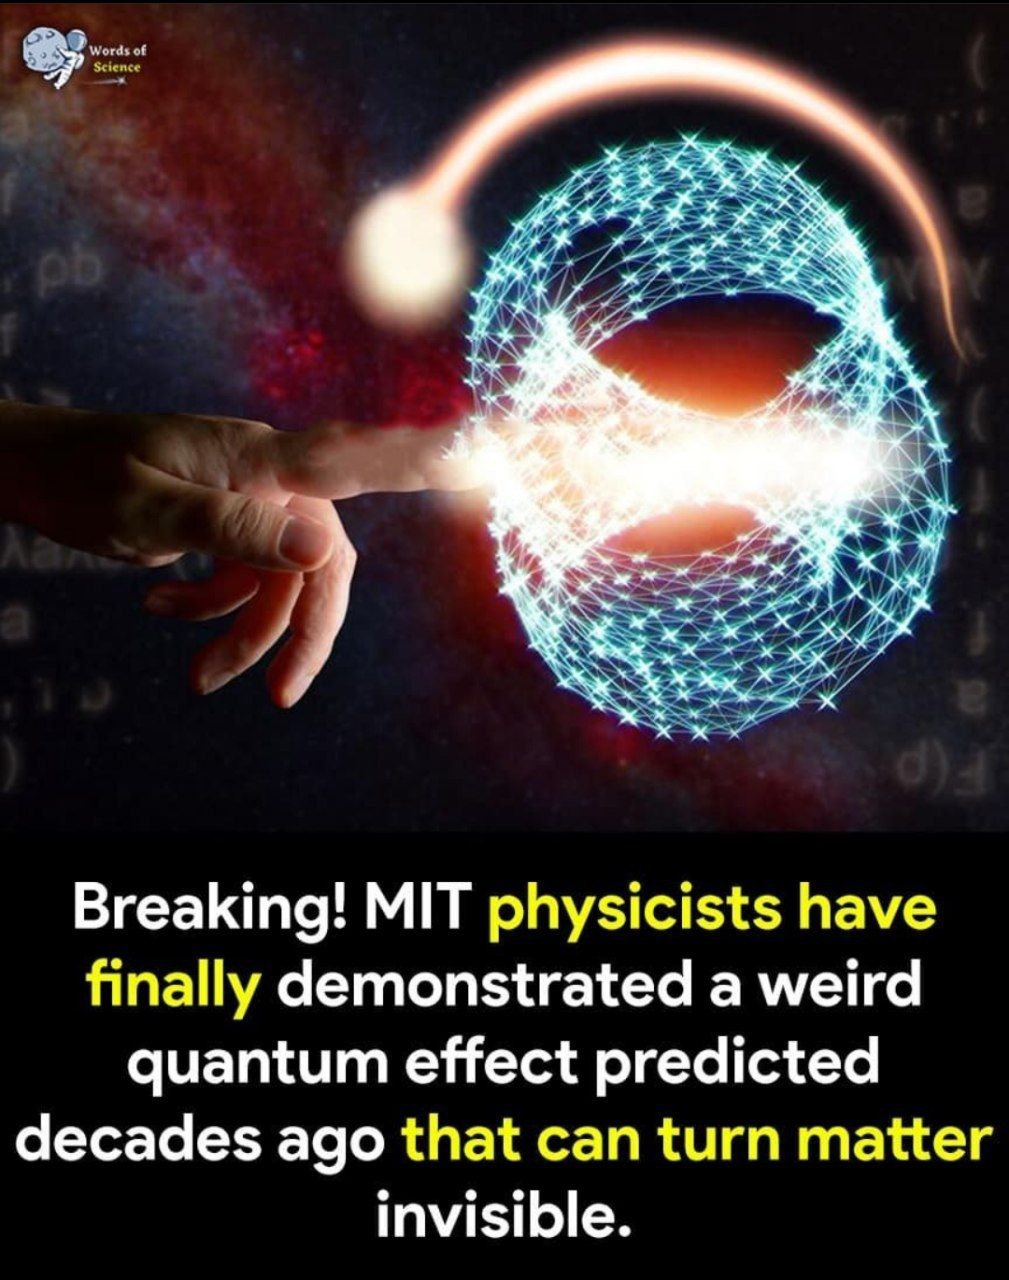 Words of
Science
pb
Breaking! MIT physicists have
finally demonstrated a weird
quantum effect predicted
decades ago that can turn matter
invisible.